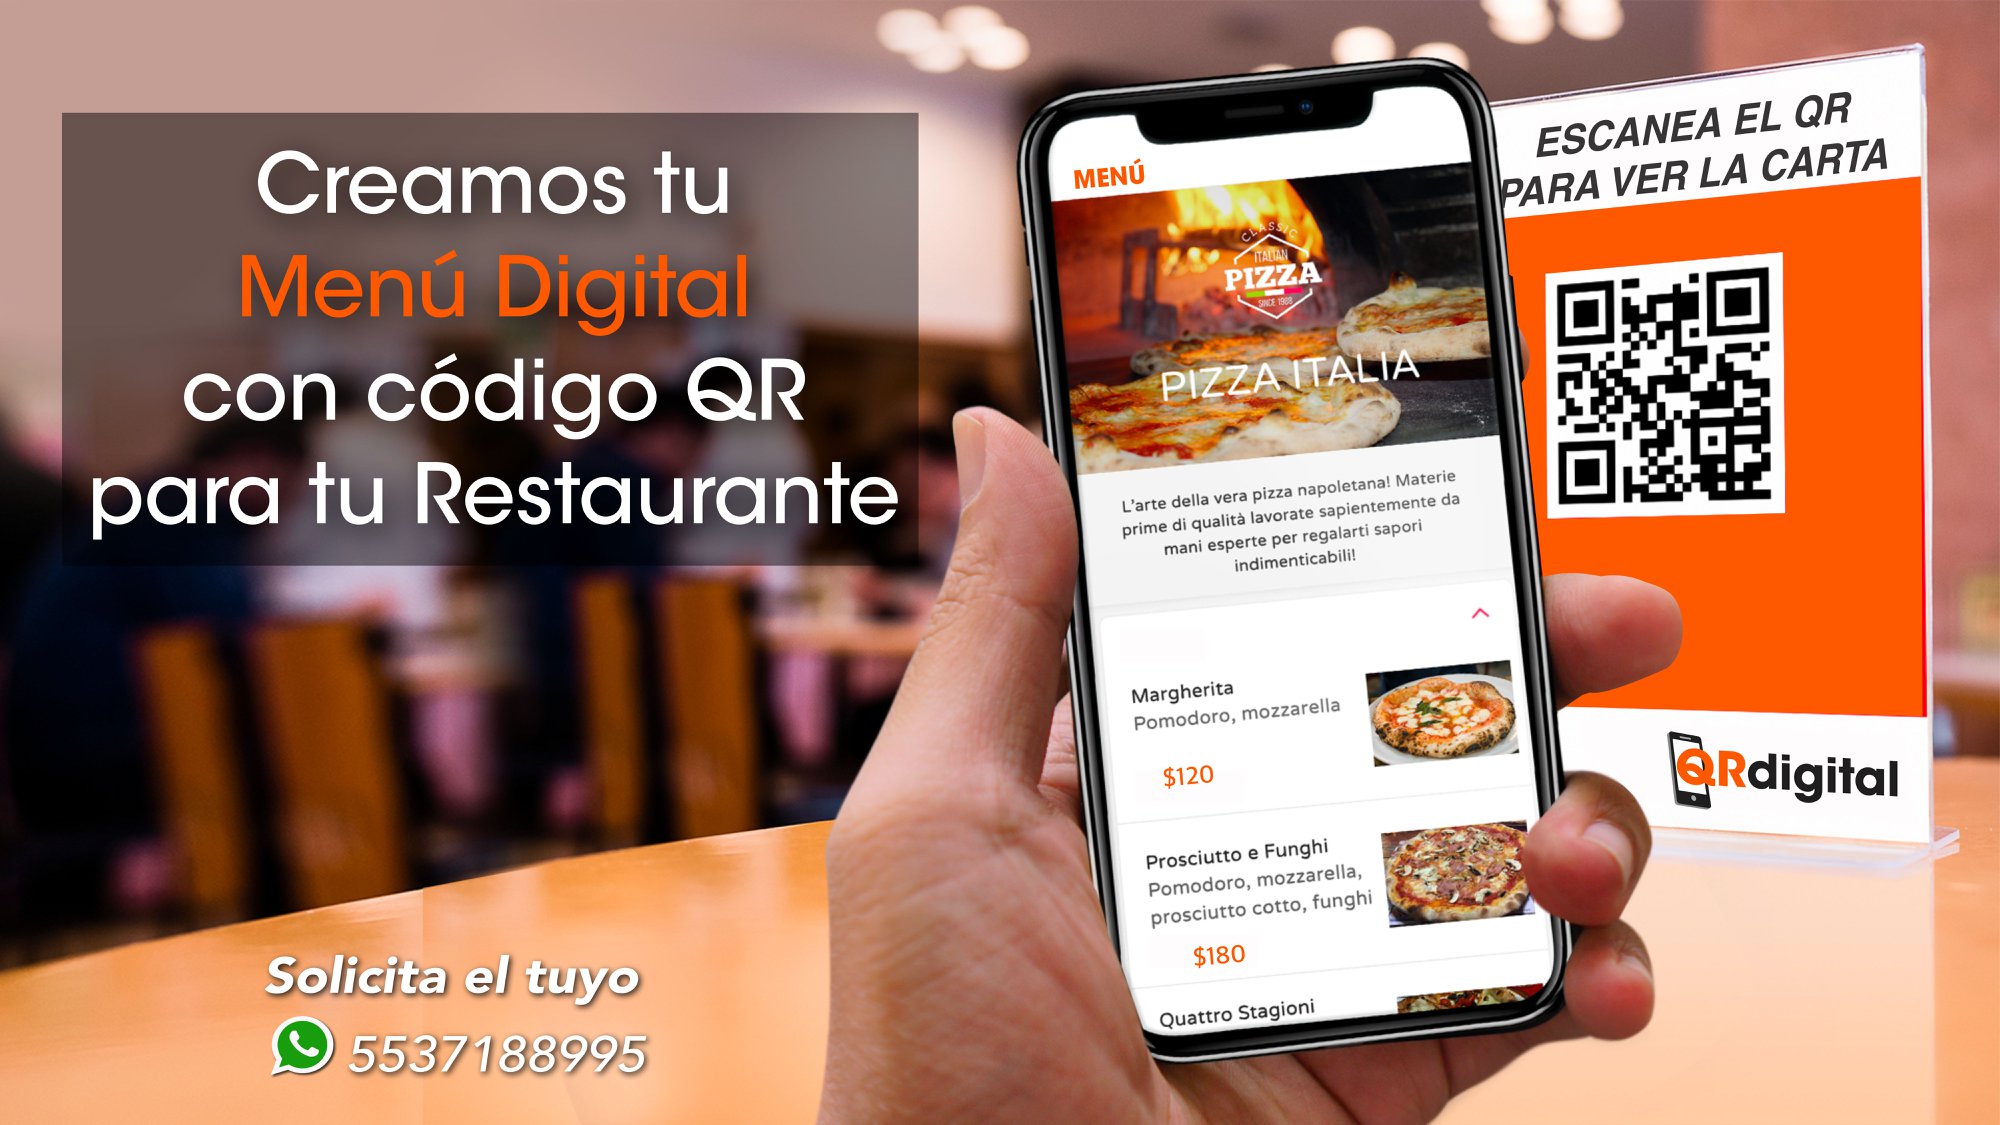 Creamos tu
Menú Digital
con código QR
para tu Restaurante
Solicita el tuyo
5537188995
MENÚ
CLASSIC
ITALIAN
PIZZA
SINCE 1988
PIZZA ITALIA
L'arte della vera pizza napoletana! Materie
prime di qualità lavorate sapientemente da
mani esperte per regalarti sapori
indimenticabili!
Margherita
Pomodoro, mozzarella
$120
Prosciutto e Funghi
Pomodoro, mozzarella,
prosciutto cotto, funghi
$180
Quattro Stagioni
ESCANEA EL QR
PARA VER LA CARTA
QRdigital